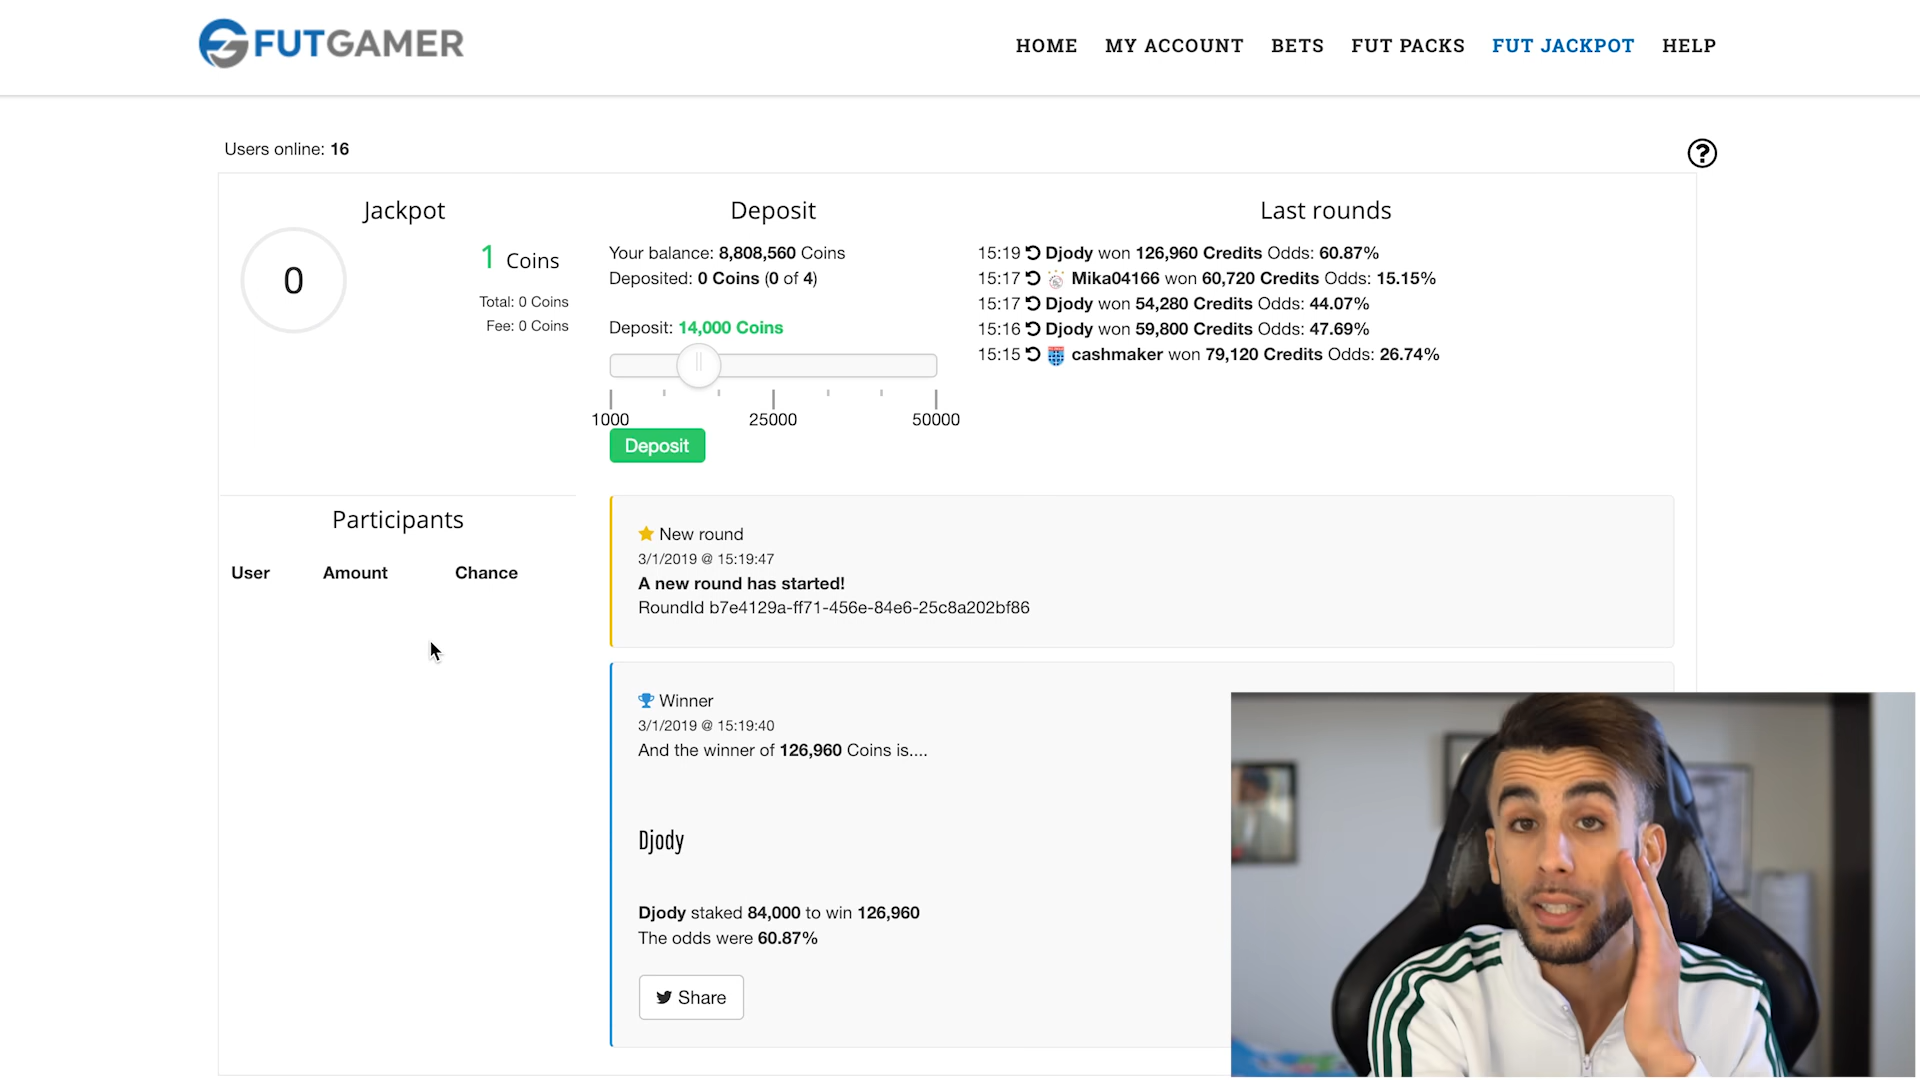 FUTGAMER
HOME MY ACCOUNT BETS FUT PACKS FUT JACKPOT HELP
Users online: 16
?
Jackpot
0
1 Coins
Total: 0 Coins
Fee: 0 Coins
Deposit
Your balance: 8,808,560 Coins
Deposited: 0 Coins (0 of 4)
Deposit: 14,000 Coins
1000 25000 50000
Deposit
Last rounds
15:19 Djody won 126,960 Credits Odds: 60.87%
15:17 Mika04166 won 60,720 Credits Odds: 15.15%
15:17 Djody won 54,280 Credits Odds: 44.07%
15:16 Djody won 59,800 Credits Odds: 47.69%
15:15 cashmaker won 79,120 Credits Odds: 26.74%
Participants
User Amount Chance
New round
3/1/2019 @ 15:19:47
A new round has started!
RoundId b7e4129a-ff71-456e-84e6-25c8a202bf86
Winner
3/1/2019 @ 15:19:40
And the winner of 126,960 Coins is....
Djody
Djody staked 84,000 to win 126,960
The odds were 60.87%
Share